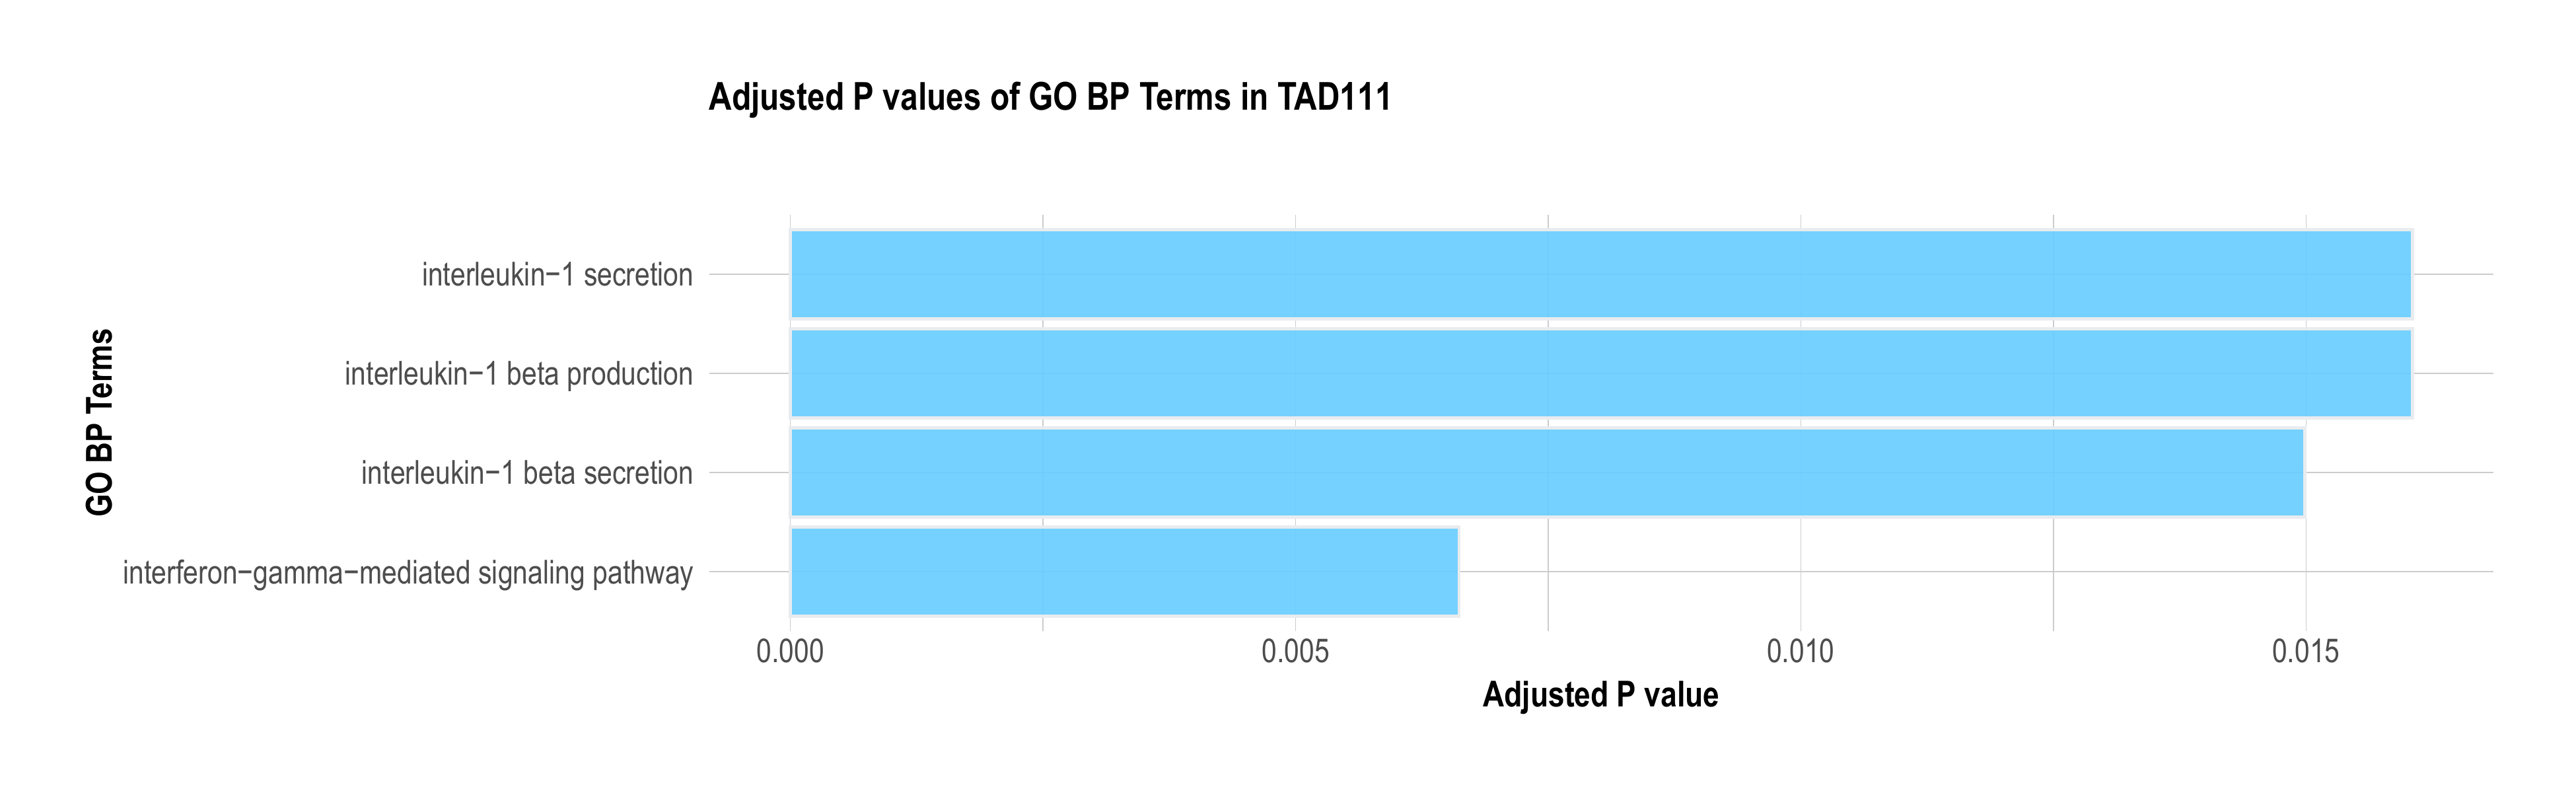 Adjusted P values of GO BP Terms in TAD111
GO BP Terms
interleukin−1 secretion
interleukin−1 beta production
interleukin−1 beta secretion
interferon−gamma−mediated signaling pathway
0.000 0.005 0.010 0.015
Adjusted P value